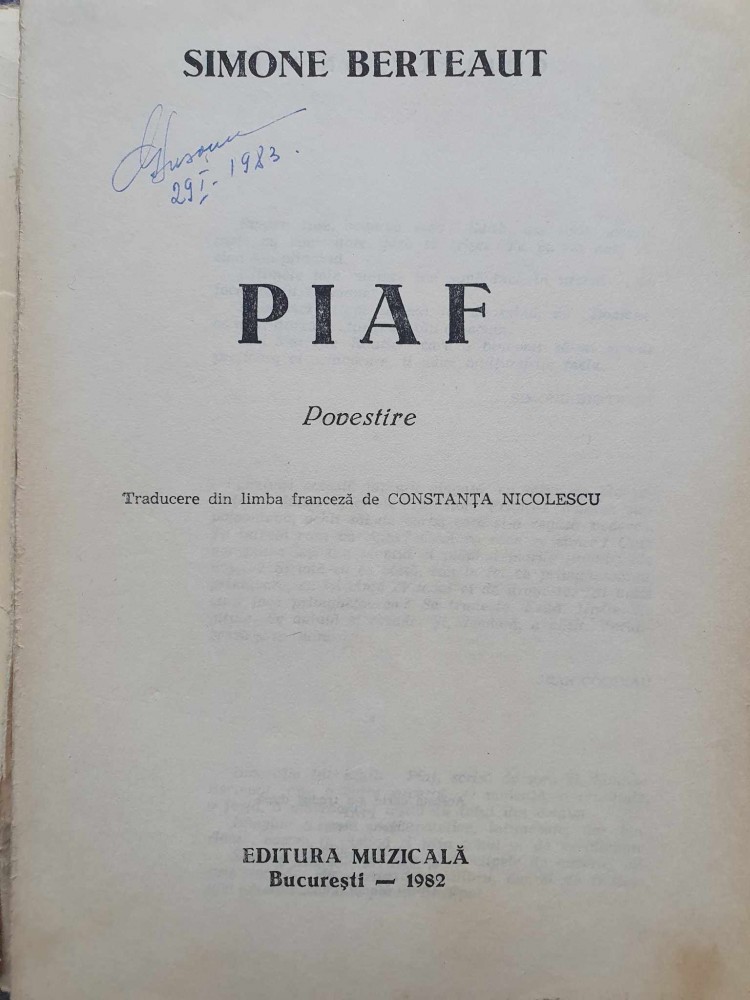 SIMONE BERTEAUT
29 I. 1983.
PIAF
Povestire
Traducere din limba franceză de CONSTANȚA NICOLESCU
EDITURA MUZICALĂ
București — 1982